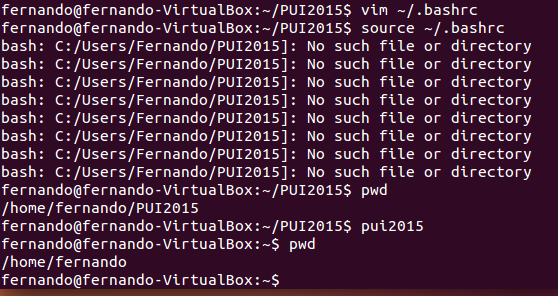 fernando@fernando-VirtualBox:~/PUI2015$ vim ~/.bashrc
fernando@fernando-VirtualBox:~/PUI2015$ source ~/.bashrc
bash: C:/Users/Fernando/PUI2015]: No such file or directory
bash: C:/Users/Fernando/PUI2015]: No such file or directory
bash: C:/Users/Fernando/PUI2015]: No such file or directory
bash: C:/Users/Fernando/PUI2015]: No such file or directory
bash: C:/Users/Fernando/PUI2015]: No such file or directory
bash: C:/Users/Fernando/PUI2015]: No such file or directory
bash: C:/Users/Fernando/PUI2015]: No such file or directory
bash: C:/Users/Fernando/PUI2015]: No such file or directory
fernando@fernando-VirtualBox:~/PUI2015$ pwd
/home/fernando/PUI2015
fernando@fernando-VirtualBox:~/PUI2015$ pui2015
fernando@fernando-VirtualBox:~$ pwd
/home/fernando
fernando@fernando-VirtualBox:~$